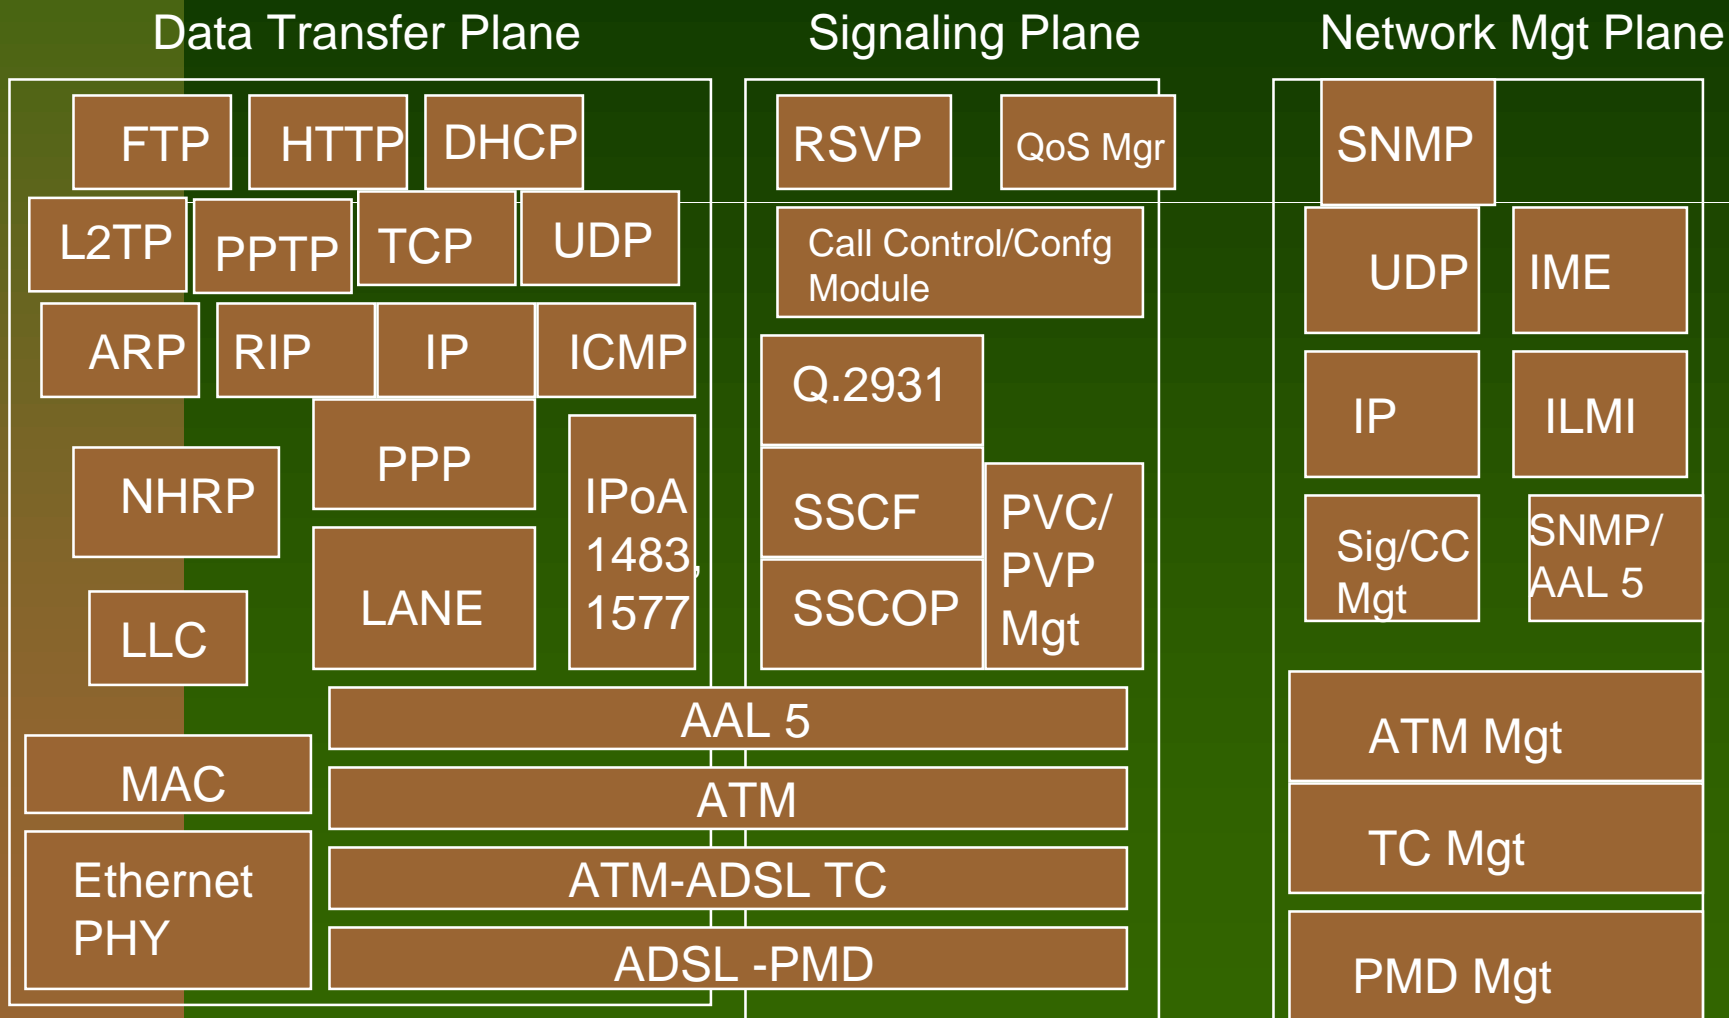 Data Transfer Plane
Signaling Plane
Network Mgt Plane
FTP
HTTP
DHCP
L2TP
PPTP
TCP
UDP
ARP
RIP
IP
ICMP
NHRP
PPP
IPoA
1483,
1577
LLC
LANE
MAC
Ethernet
PHY
RSVP
QoS Mgr
Call Control/Confg
Module
Q.2931
SSCF
SSCOP
PVC/
PVP
Mgt
AAL 5
ATM
ATM-ADSL TC
ADSL -PMD
SNMP
UDP
IME
IP
ILMI
Sig/CC
Mgt
SNMP/
AAL 5
ATM Mgt
TC Mgt
PMD Mgt